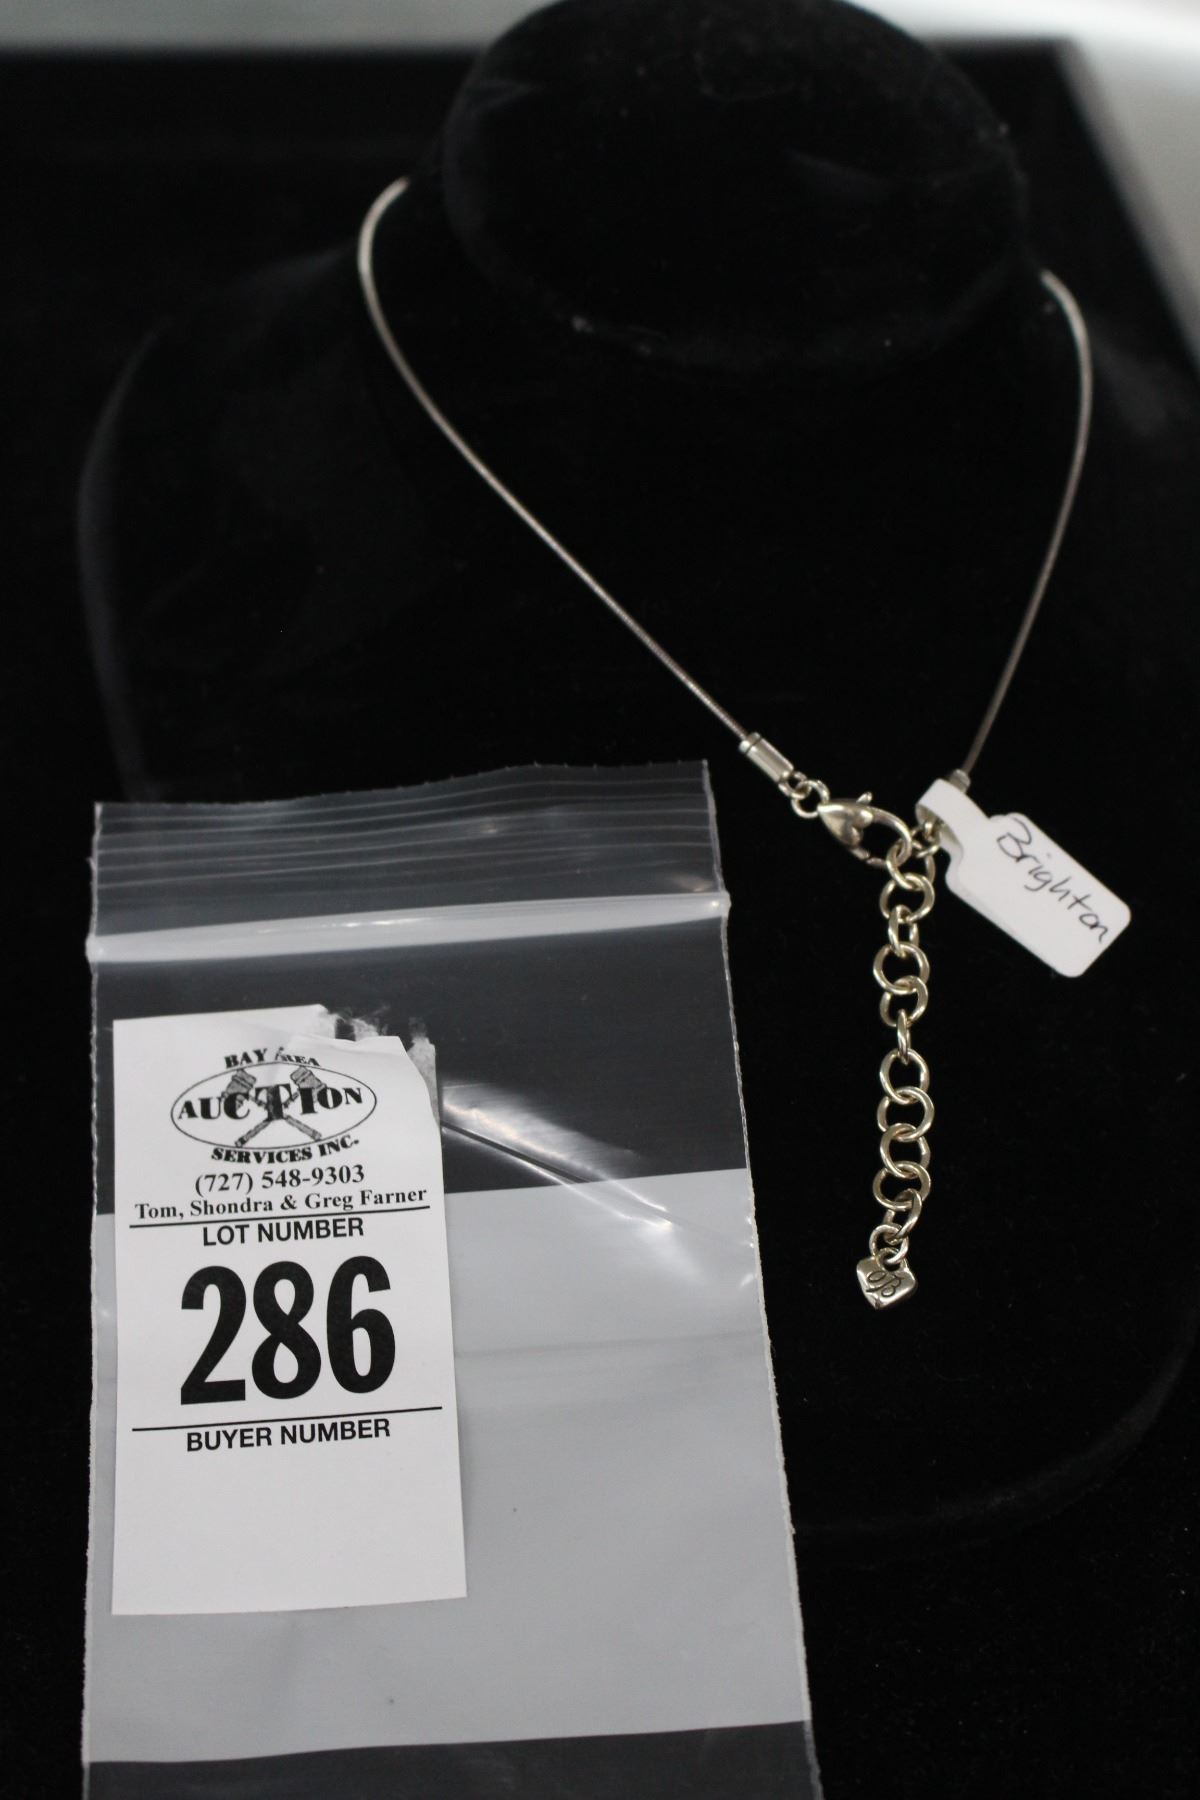 Brighton
B
BAY AREA
AUCTION
SERVICES INC.
(727) 548-9303
Tom, Shondra & Greg Farner
LOT NUMBER
286
BUYER NUMBER